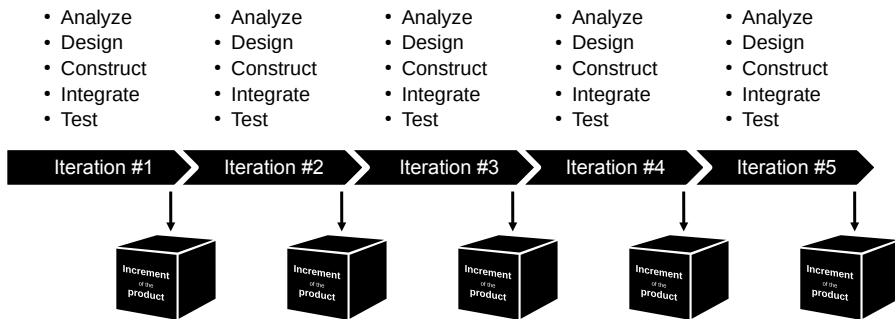 • Analyze
• Design
• Construct
• Integrate
• Test
• Analyze
• Design
• Construct
• Integrate
• Test
• Analyze
• Design
• Construct
• Integrate
• Test
• Analyze
• Design
• Construct
• Integrate
• Test
• Analyze
• Design
• Construct
• Integrate
• Test
Iteration #1
Iteration #2
Iteration #3
Iteration #4
Iteration #5
Increment
of the
product
Increment
of the
product
Increment
of the
product
Increment
of the
product
Increment
of the
product